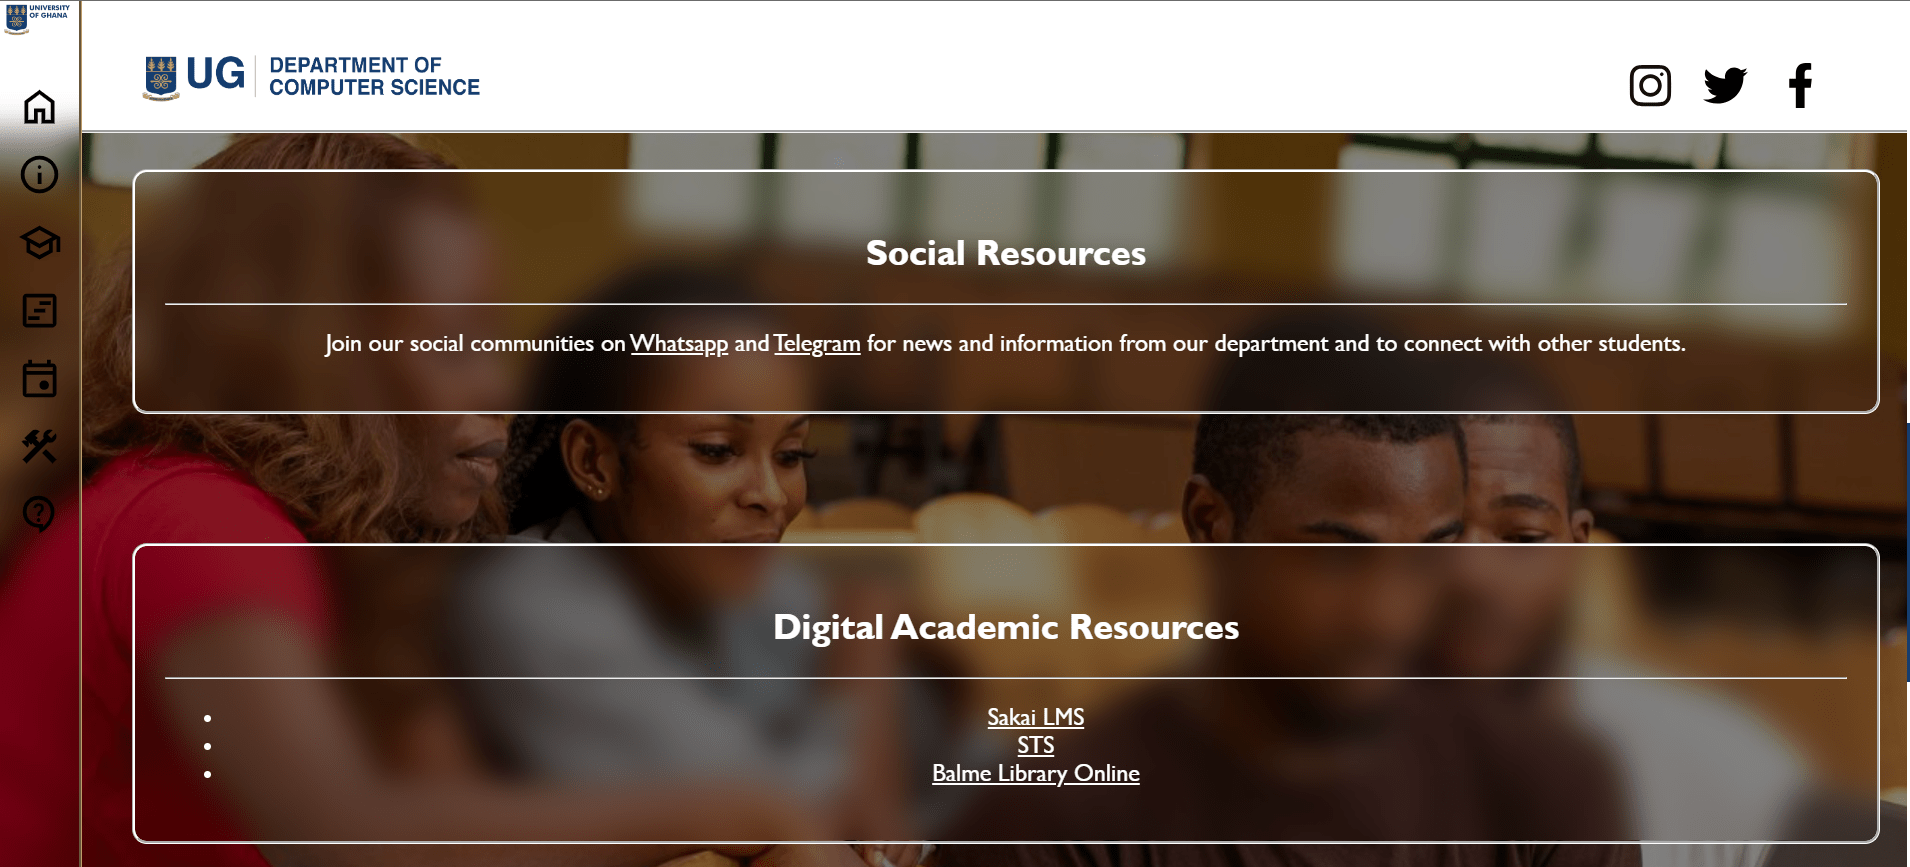 UNIVERSITY
OF GHANA
UG
DEPARTMENT OF
COMPUTER SCIENCE
Social Resources
Join our social communities on Whatsapp and Telegram for news and information from our department and to connect with other students.
Digital Academic Resources
• Sakai LMS
• STS
• Balme Library Online